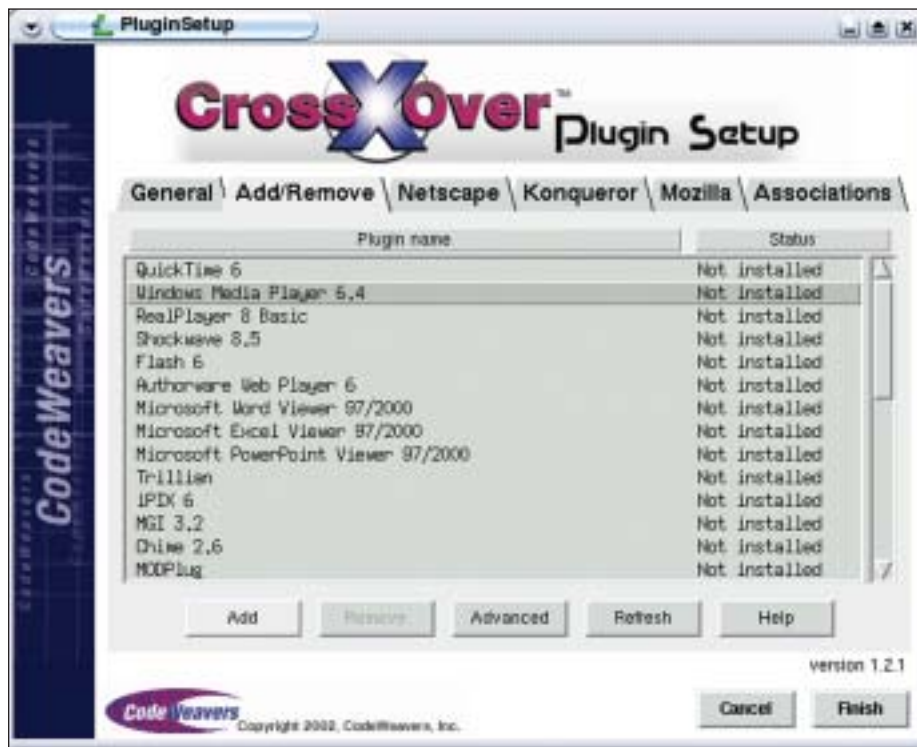 PluginSetup
CrossXOver™
Plugin Setup
General
Add/Remove
Netscape
Konqueror
Mozilla
Associations
Plugin name
Status
QuickTime 6 Not installed
Windows Media Player 6.4 Not installed
RealPlayer 8 Basic Not installed
Shockwave 8.5 Not installed
Flash 6 Not installed
Authorware Web Player 6 Not installed
Microsoft Word Viewer 97/2000 Not installed
Microsoft Excel Viewer 97/2000 Not installed
Microsoft PowerPoint Viewer 97/2000 Not installed
Trillian Not installed
iPIX 6 Not installed
MGI 3.2 Not installed
Chime 2.6 Not installed
MODPlug Not installed
Add
Remove
Advanced
Refresh
Help
version 1.2.1
CodeWeavers
Copyright 2002, CodeWeavers, Inc.
Cancel
Finish
CodeWeavers
CodeWeavers
CodeWeavers